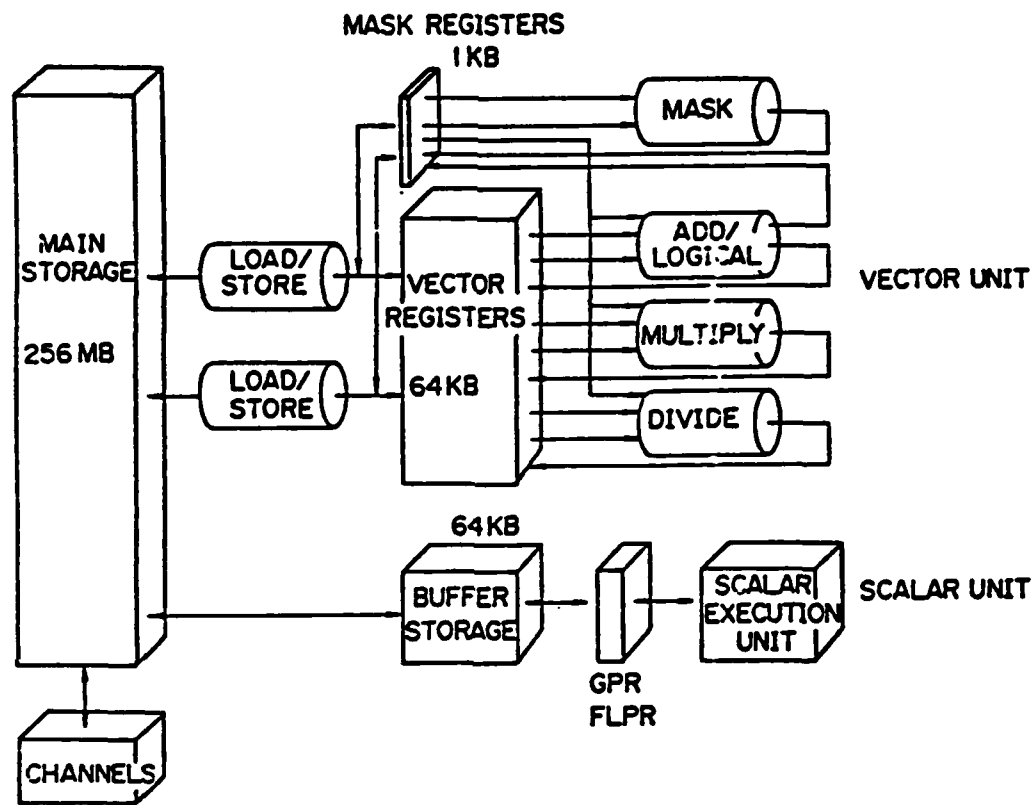 MASK REGISTERS
1KB
MASK
MAIN
STORAGE
256 MB
LOAD/
STORE
LOAD/
STORE
VECTOR
REGISTERS
64KB
ADD/
LOGICAL
MULTIPLY
DIVIDE
VECTOR UNIT
64KB
BUFFER
STORAGE
GPR
FLPR
SCALAR
EXECUTION
UNIT
SCALAR UNIT
CHANNELS